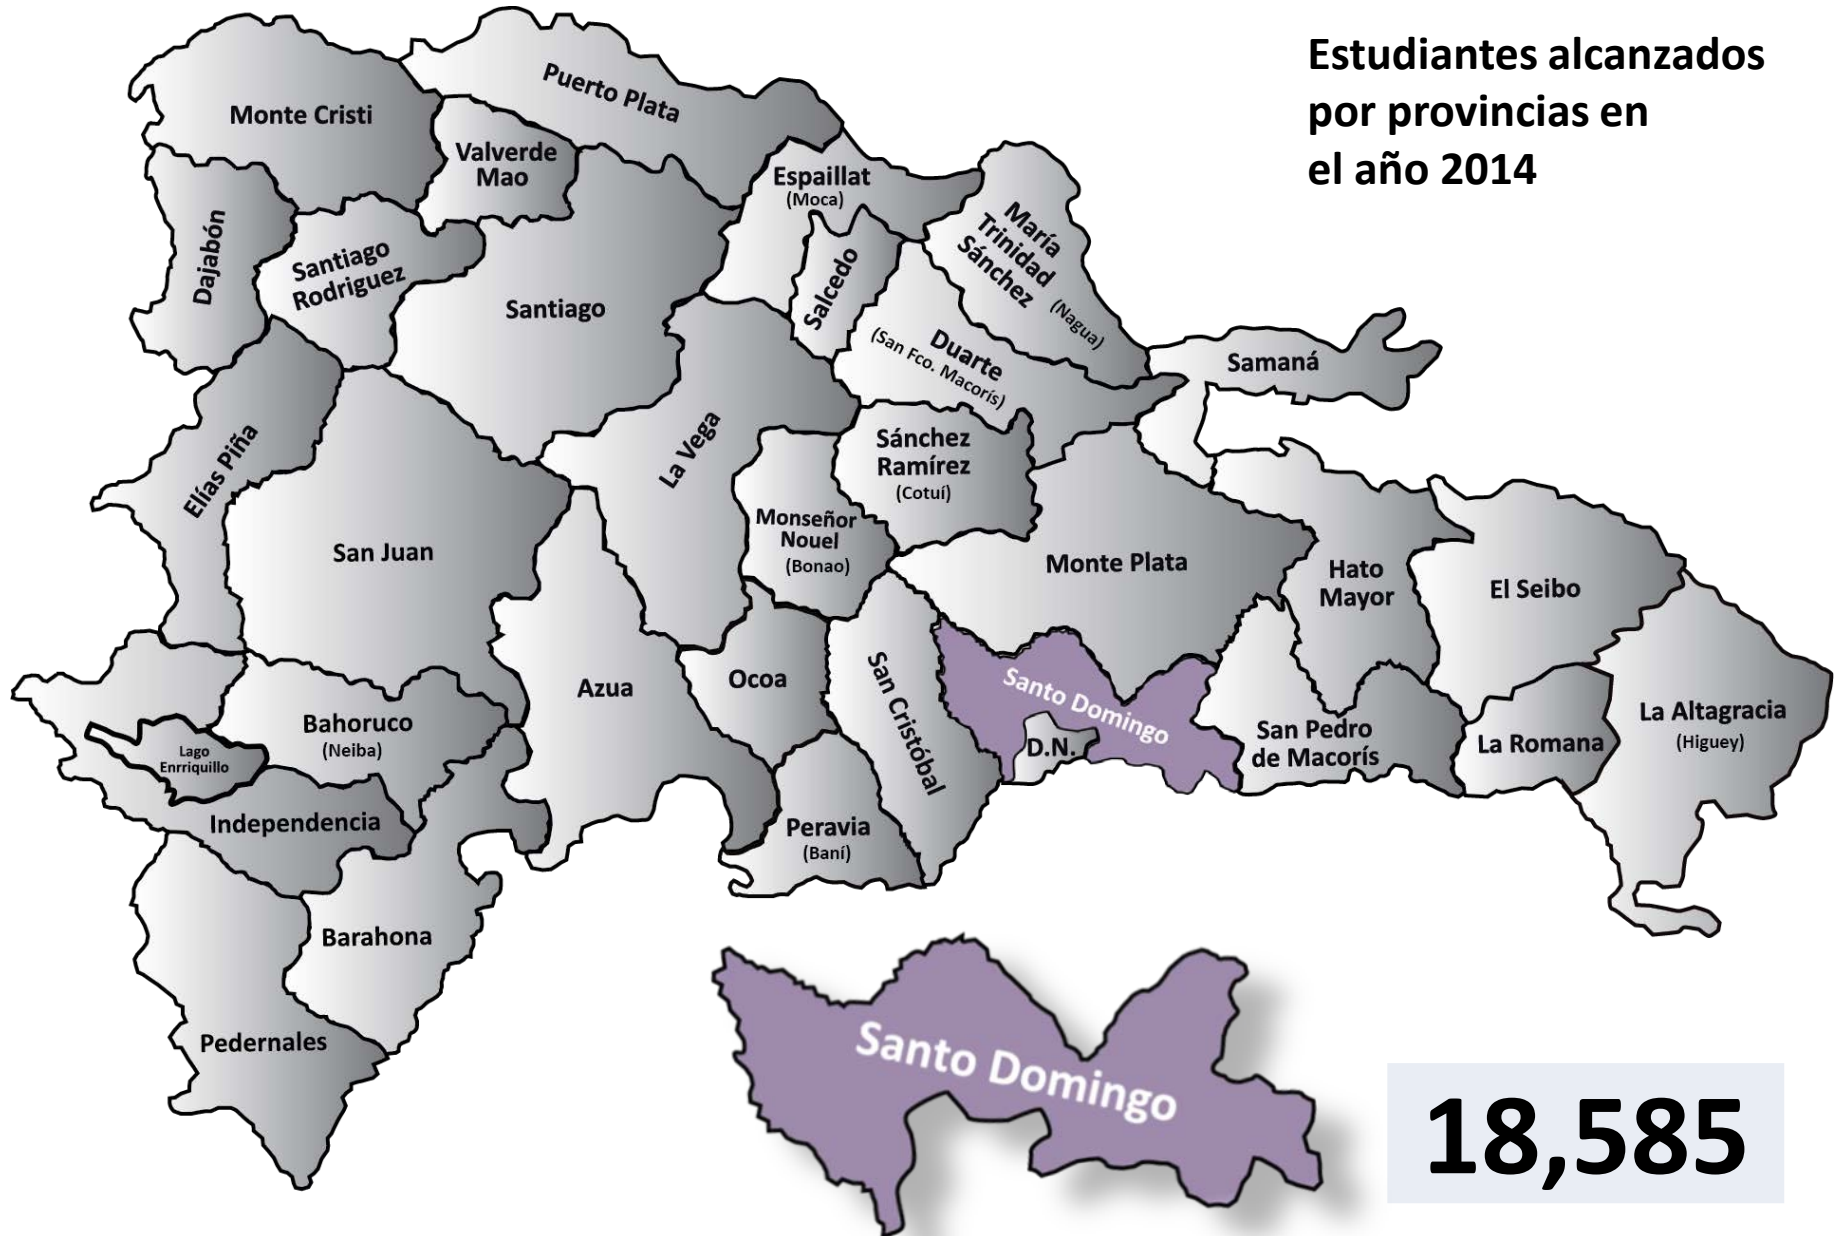 Estudiantes alcanzados
por provincias en
el año 2014
Puerto Plata
Monte Cristi
Valverde
Mao
Espaillat
(Moca)
María
Trinidad
Sánchez
(Nagua)
Dajabón
Santiago
Rodriguez
Santiago
Salcedo
Duarte
(San Fco. Macorís)
Samaná
Elías Piña
La Vega
Sánchez
Ramírez
(Cotuí)
San Juan
Monseñor
Nouel
(Bonao)
Monte Plata
Hato
Mayor
El Seibo
Azua
Ocoa
San Cristóbal
Santo Domingo
D.N.
San Pedro
de Macorís
La Romana
La Altagracia
(Higuey)
Bahoruco
(Neiba)
Lago
Enrriquillo
Independencia
Peravia
(Baní)
Barahona
Pedernales
Santo Domingo
18,585